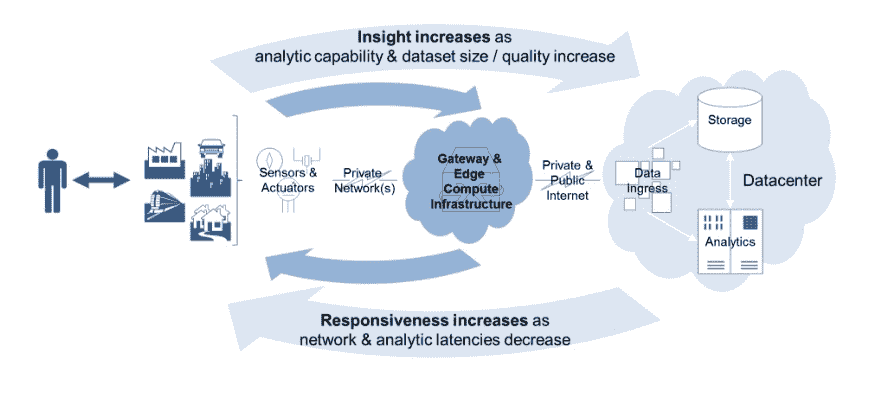 Insight increases as
analytic capability & dataset size / quality increase
Sensors &
Actuators
Private
Network(s)
Gateway &
Edge
Compute
Infrastructure
Private &
Public
Internet
Data
Ingress
Storage
Datacenter
Analytics
Responsiveness increases as
network & analytic latencies decrease